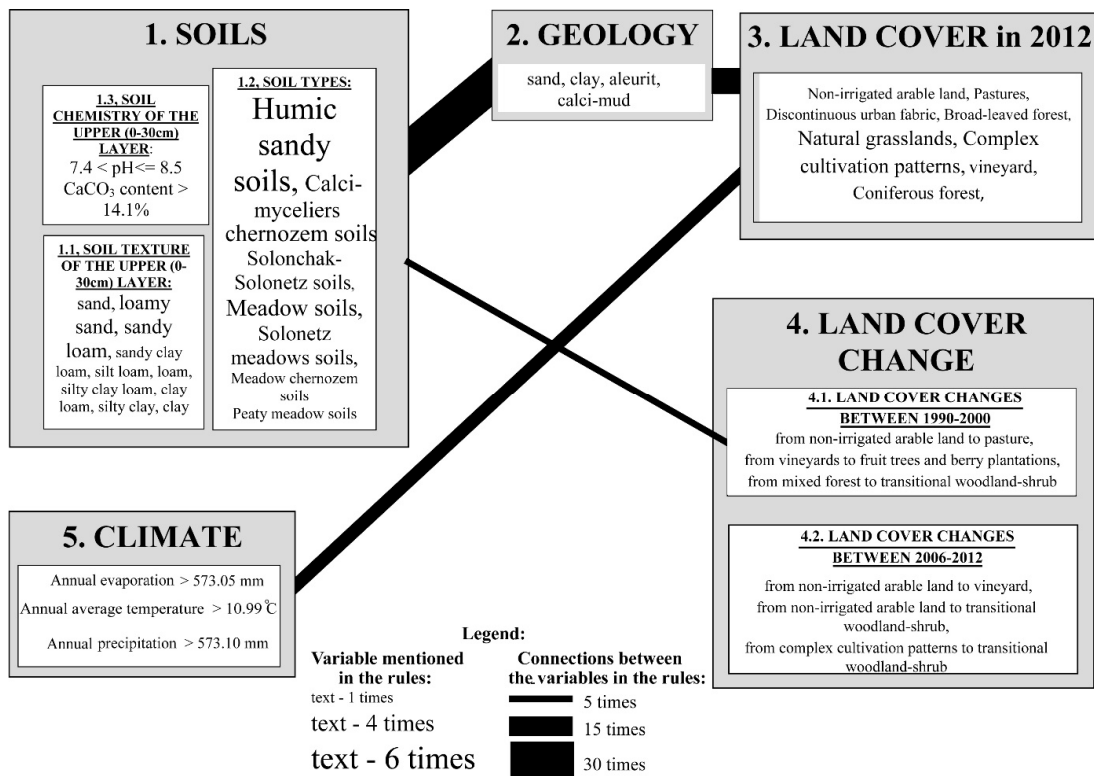 1. SOILS
1.3, SOIL
CHEMISTRY OF THE
UPPER (0-30cm)
LAYER:
7.4 < pH<= 8.5
CaCO3 content >
14.1%
1.1, SOIL TEXTURE
OF THE UPPER (0-
30cm) LAYER:
sand, loamy
sand, sandy
loam, sandy clay
loam, silt loam, loam,
silty clay loam, clay
loam, silty clay, clay
1.2, SOIL TYPES:
Humic
sandy
soils, Calci-
myceliers
chernozem soils
Solonchak-
Solonetz soils,
Meadow soils,
Solonetz
meadows soils,
Meadow chernozem
soils
Peaty meadow soils
2. GEOLOGY
sand, clay, aleurit,
calci-mud
3. LAND COVER in 2012
Non-irrigated arable land, Pastures,
Discontinuous urban fabric, Broad-leaved forest,
Natural grasslands, Complex
cultivation patterns, vineyard,
Coniferous forest,
4. LAND COVER
CHANGE
4.1. LAND COVER CHANGES
BETWEEN 1990-2000
from non-irrigated arable land to pasture,
from vineyards to fruit trees and berry plantations,
from mixed forest to transitional woodland-shrub
4.2. LAND COVER CHANGES
BETWEEN 2006-2012
from non-irrigated arable land to vineyard,
from non-irrigated arable land to transitional
woodland-shrub,
from complex cultivation patterns to transitional
woodland-shrub
5. CLIMATE
Annual evaporation > 573.05 mm
Annual average temperature > 10.99℃
Annual precipitation > 573.10 mm
Legend:
Variable mentioned
in the rules:
text - 1 times
text - 4 times
text - 6 times
Connections between
the variables in the rules:
5 times
15 times
30 times